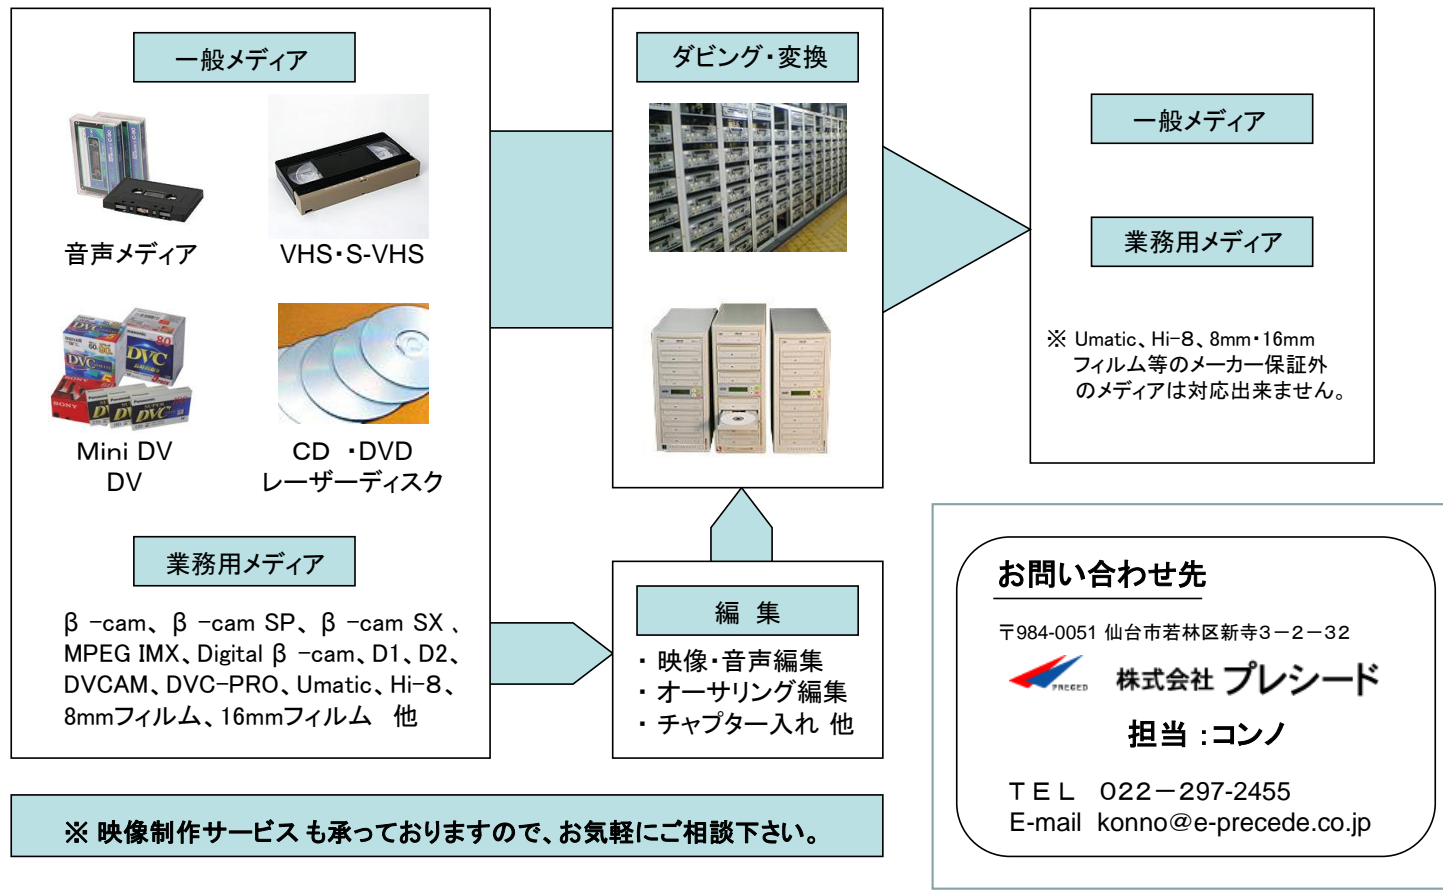 一般メディア
音声メディア
VHS・S-VHS
Mini DV
DV
CD ・DVD
レーザーディスク
業務用メディア
β-cam、β-cam SP、β-cam SX、
MPEG IMX、Digital β-cam、D1、D2、
DVCAM、DVC-PRO、Umatic、Hi-8、
8mmフィルム、16mmフィルム 他
ダビング・変換
編 集
・ 映像・音声編集
・ オーサリング編集
・ チャプター入れ 他
一般メディア
業務用メディア
※ Umatic、Hi-8、8mm・16mm
フィルム等のメーカー保証外
のメディアは対応出来ません。
※ 映像制作サービスも承っておりますので、お気軽にご相談下さい。
お問い合わせ先
〒984-0051 仙台市若林区新寺3-2-32
PRECED 株式会社 プレシード
担当 :コンノ
TEL 022-297-2455
E-mail konno@e-precede.co.jp
DVC
80
DVC
SONY
DVC